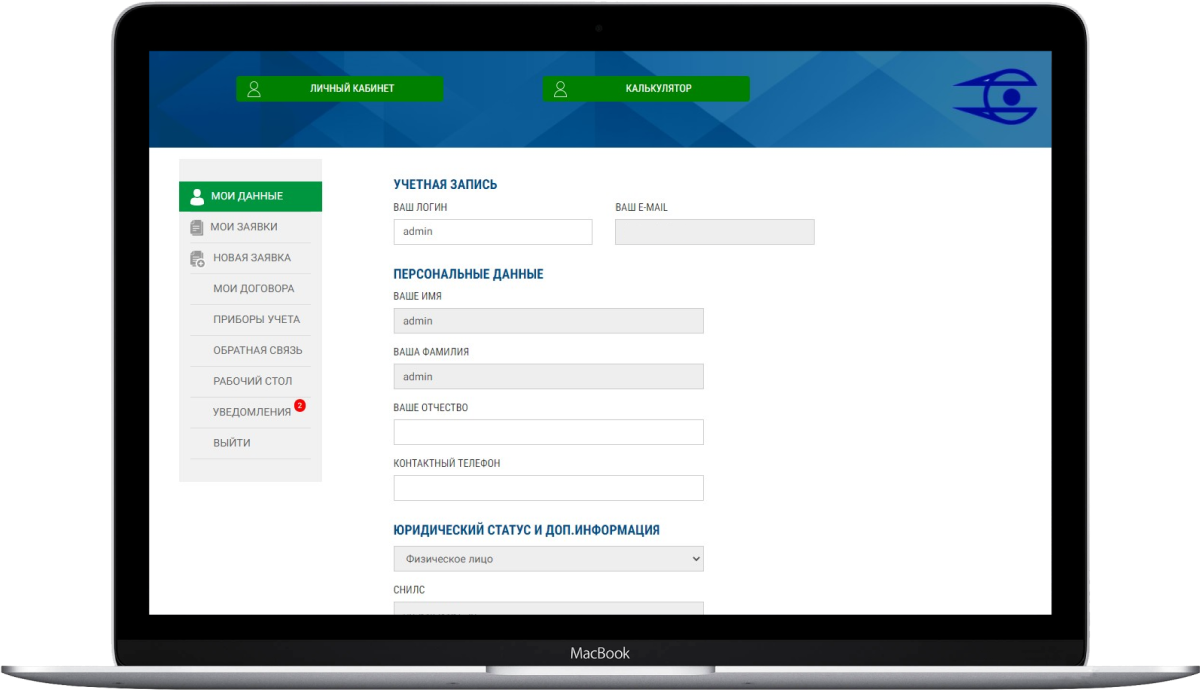 ЛИЧНЫЙ КАБИНЕТ
КАЛЬКУЛЯТОР
МОИ ДАННЫЕ
МОИ ЗАЯВКИ
НОВАЯ ЗАЯВКА
МОИ ДОГОВОРА
ПРИБОРЫ УЧЕТА
ОБРАТНАЯ СВЯЗЬ
РАБОЧИЙ СТОЛ
УВЕДОМЛЕНИЯ 2
ВЫЙТИ
УЧЕТНАЯ ЗАПИСЬ
ВАШ ЛОГИН
ВАШ E-MAIL
admin
ПЕРСОНАЛЬНЫЕ ДАННЫЕ
ВАШЕ ИМЯ
admin
ВАША ФАМИЛИЯ
admin
ВАШЕ ОТЧЕСТВО
КОНТАКТНЫЙ ТЕЛЕФОН
ЮРИДИЧЕСКИЙ СТАТУС И ДОП.ИНФОРМАЦИЯ
Физическое лицо
СНИЛС
MacBook